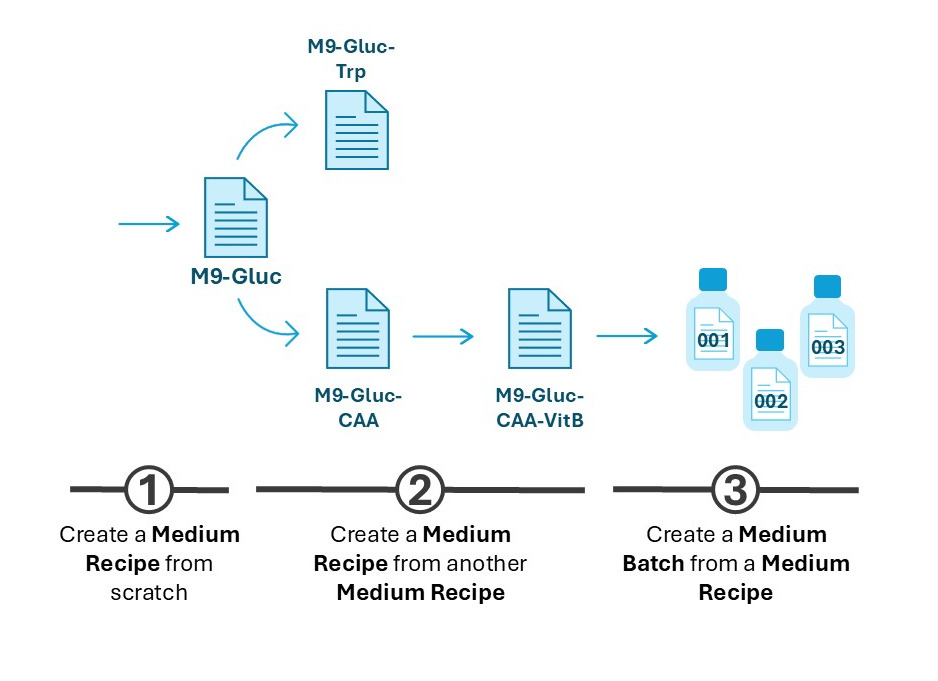 M9-Gluc-
Trp
M9-Gluc
M9-Gluc-
CAA
M9-Gluc-
CAA-VitB
001
002
003
1
Create a Medium
Recipe from
scratch
2
Create a Medium
Recipe from another
Medium Recipe
3
Create a Medium
Batch from a Medium
Recipe